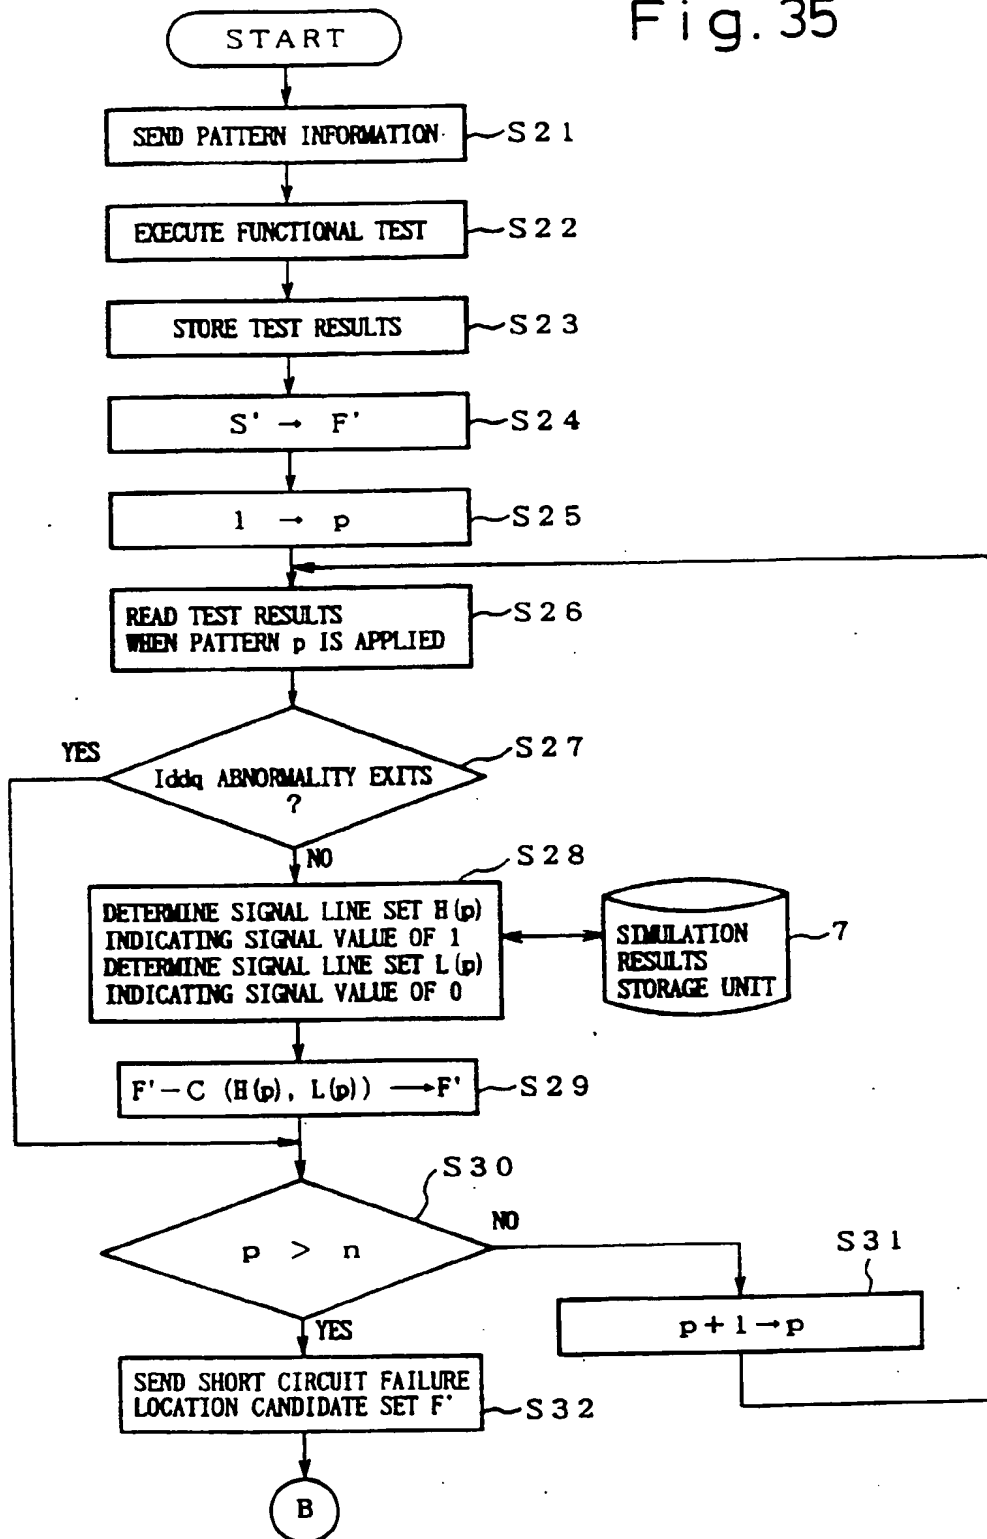 Fig. 35
START
SEND PATTERN INFORMATION
S21
EXECUTE FUNCTIONAL TEST
S22
STORE TEST RESULTS
S23
S' → F'
S24
1 → p
S25
READ TEST RESULTS
WHEN PATTERN p IS APPLIED
S26
YES
S27
Iddq ABNORMALITY EXITS
?
NO
S28
DETERMINE SIGNAL LINE SET H(p)
INDICATING SIGNAL VALUE OF 1
DETERMINE SIGNAL LINE SET L(p)
INDICATING SIGNAL VALUE OF 0
SIMULATION
RESULTS
STORAGE UNIT
7
F'-C (H(p), L(p)) →F'
S29
S30
p > n
NO
S31
p+1→p
YES
SEND SHORT CIRCUIT FAILURE
LOCATION CANDIDATE SET F'
S32
B